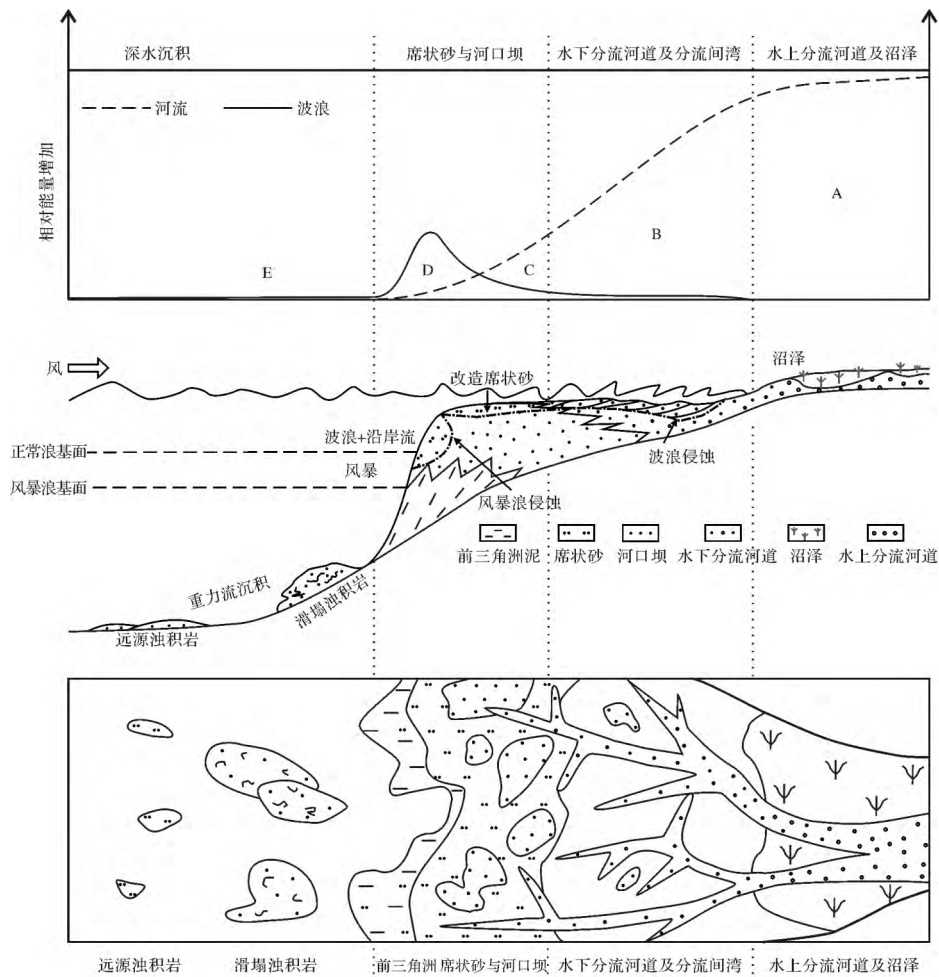 深水沉积 席状砂与河口坝 水下分流河道及分流间湾 水上分流河道及沼泽
河流 波浪
相对能量增加
A
B
E D C
风
沼泽
改造席状砂
波浪+沿岸流
正常浪基面
波浪侵蚀
风暴
风暴浪基面
风暴浪侵蚀
前三角洲泥 席状砂 河口坝 水下分流河道 沼泽 水上分流河道
重力流沉积
滑塌浊积岩
远源浊积岩
远源浊积岩 滑塌浊积岩 前三角洲 席状砂与河口坝 水下分流河道及分流间湾 水上分流河道及沼泽